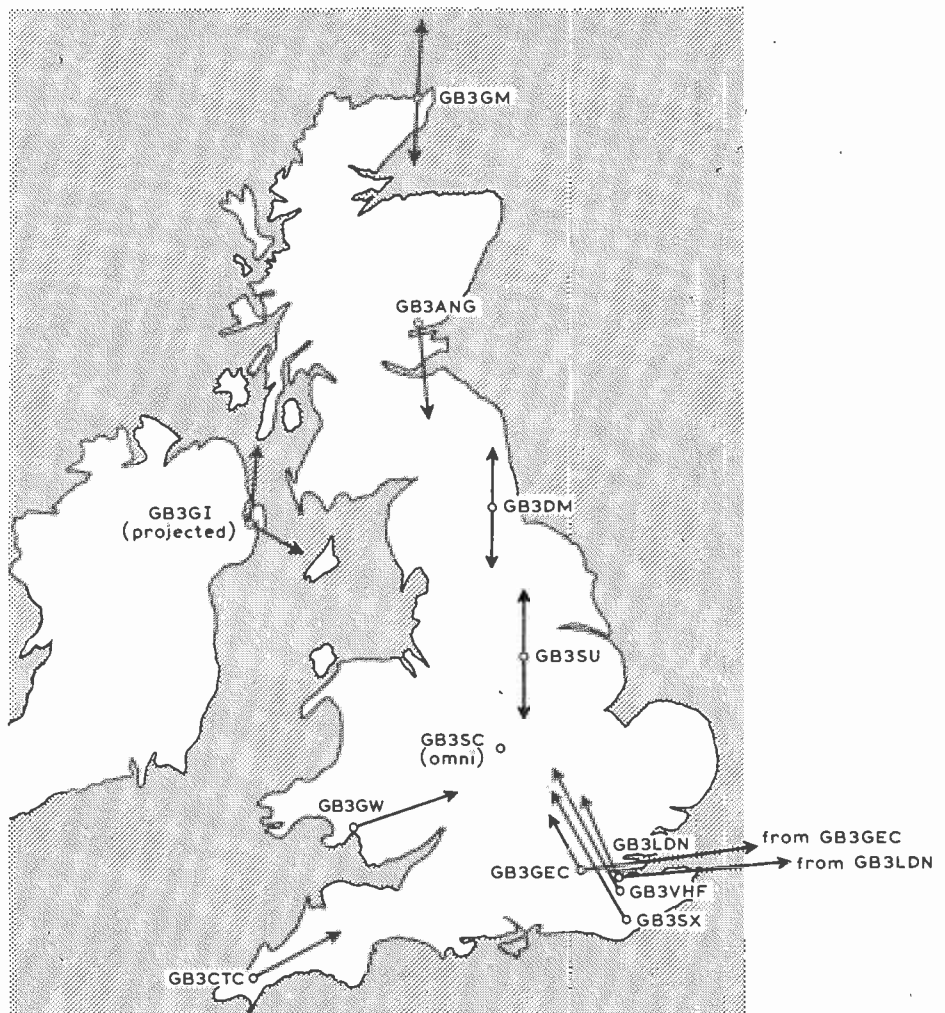 GB3GM
GB3ANG
GB3GI
(projected)
GB3DM
GB3SU
GB3SC
(omni)
GB3GW
GB3LDN
from GB3GEC
GB3GEC
from GB3LDN
GB3VHF
GB3SX
GB3CTC